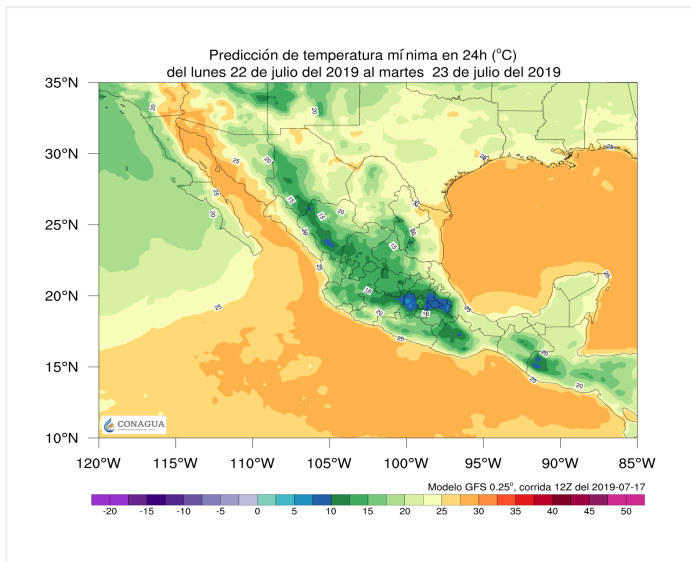 Predicción de temperatura mínima en 24h (°C)
del lunes 22 de julio del 2019 al martes 23 de julio del 2019
35°N
30°N
25°N
20°N
15°N
10°N
120°W 115°W 110°W 105°W 100°W 95°W 90°W 85°W
CONAGUA
Modelo GFS 0.25°, corrida 12Z del 2019-07-17
-20 -15 -10 -5 0 5 10 15 20 25 30 35 40 45 50